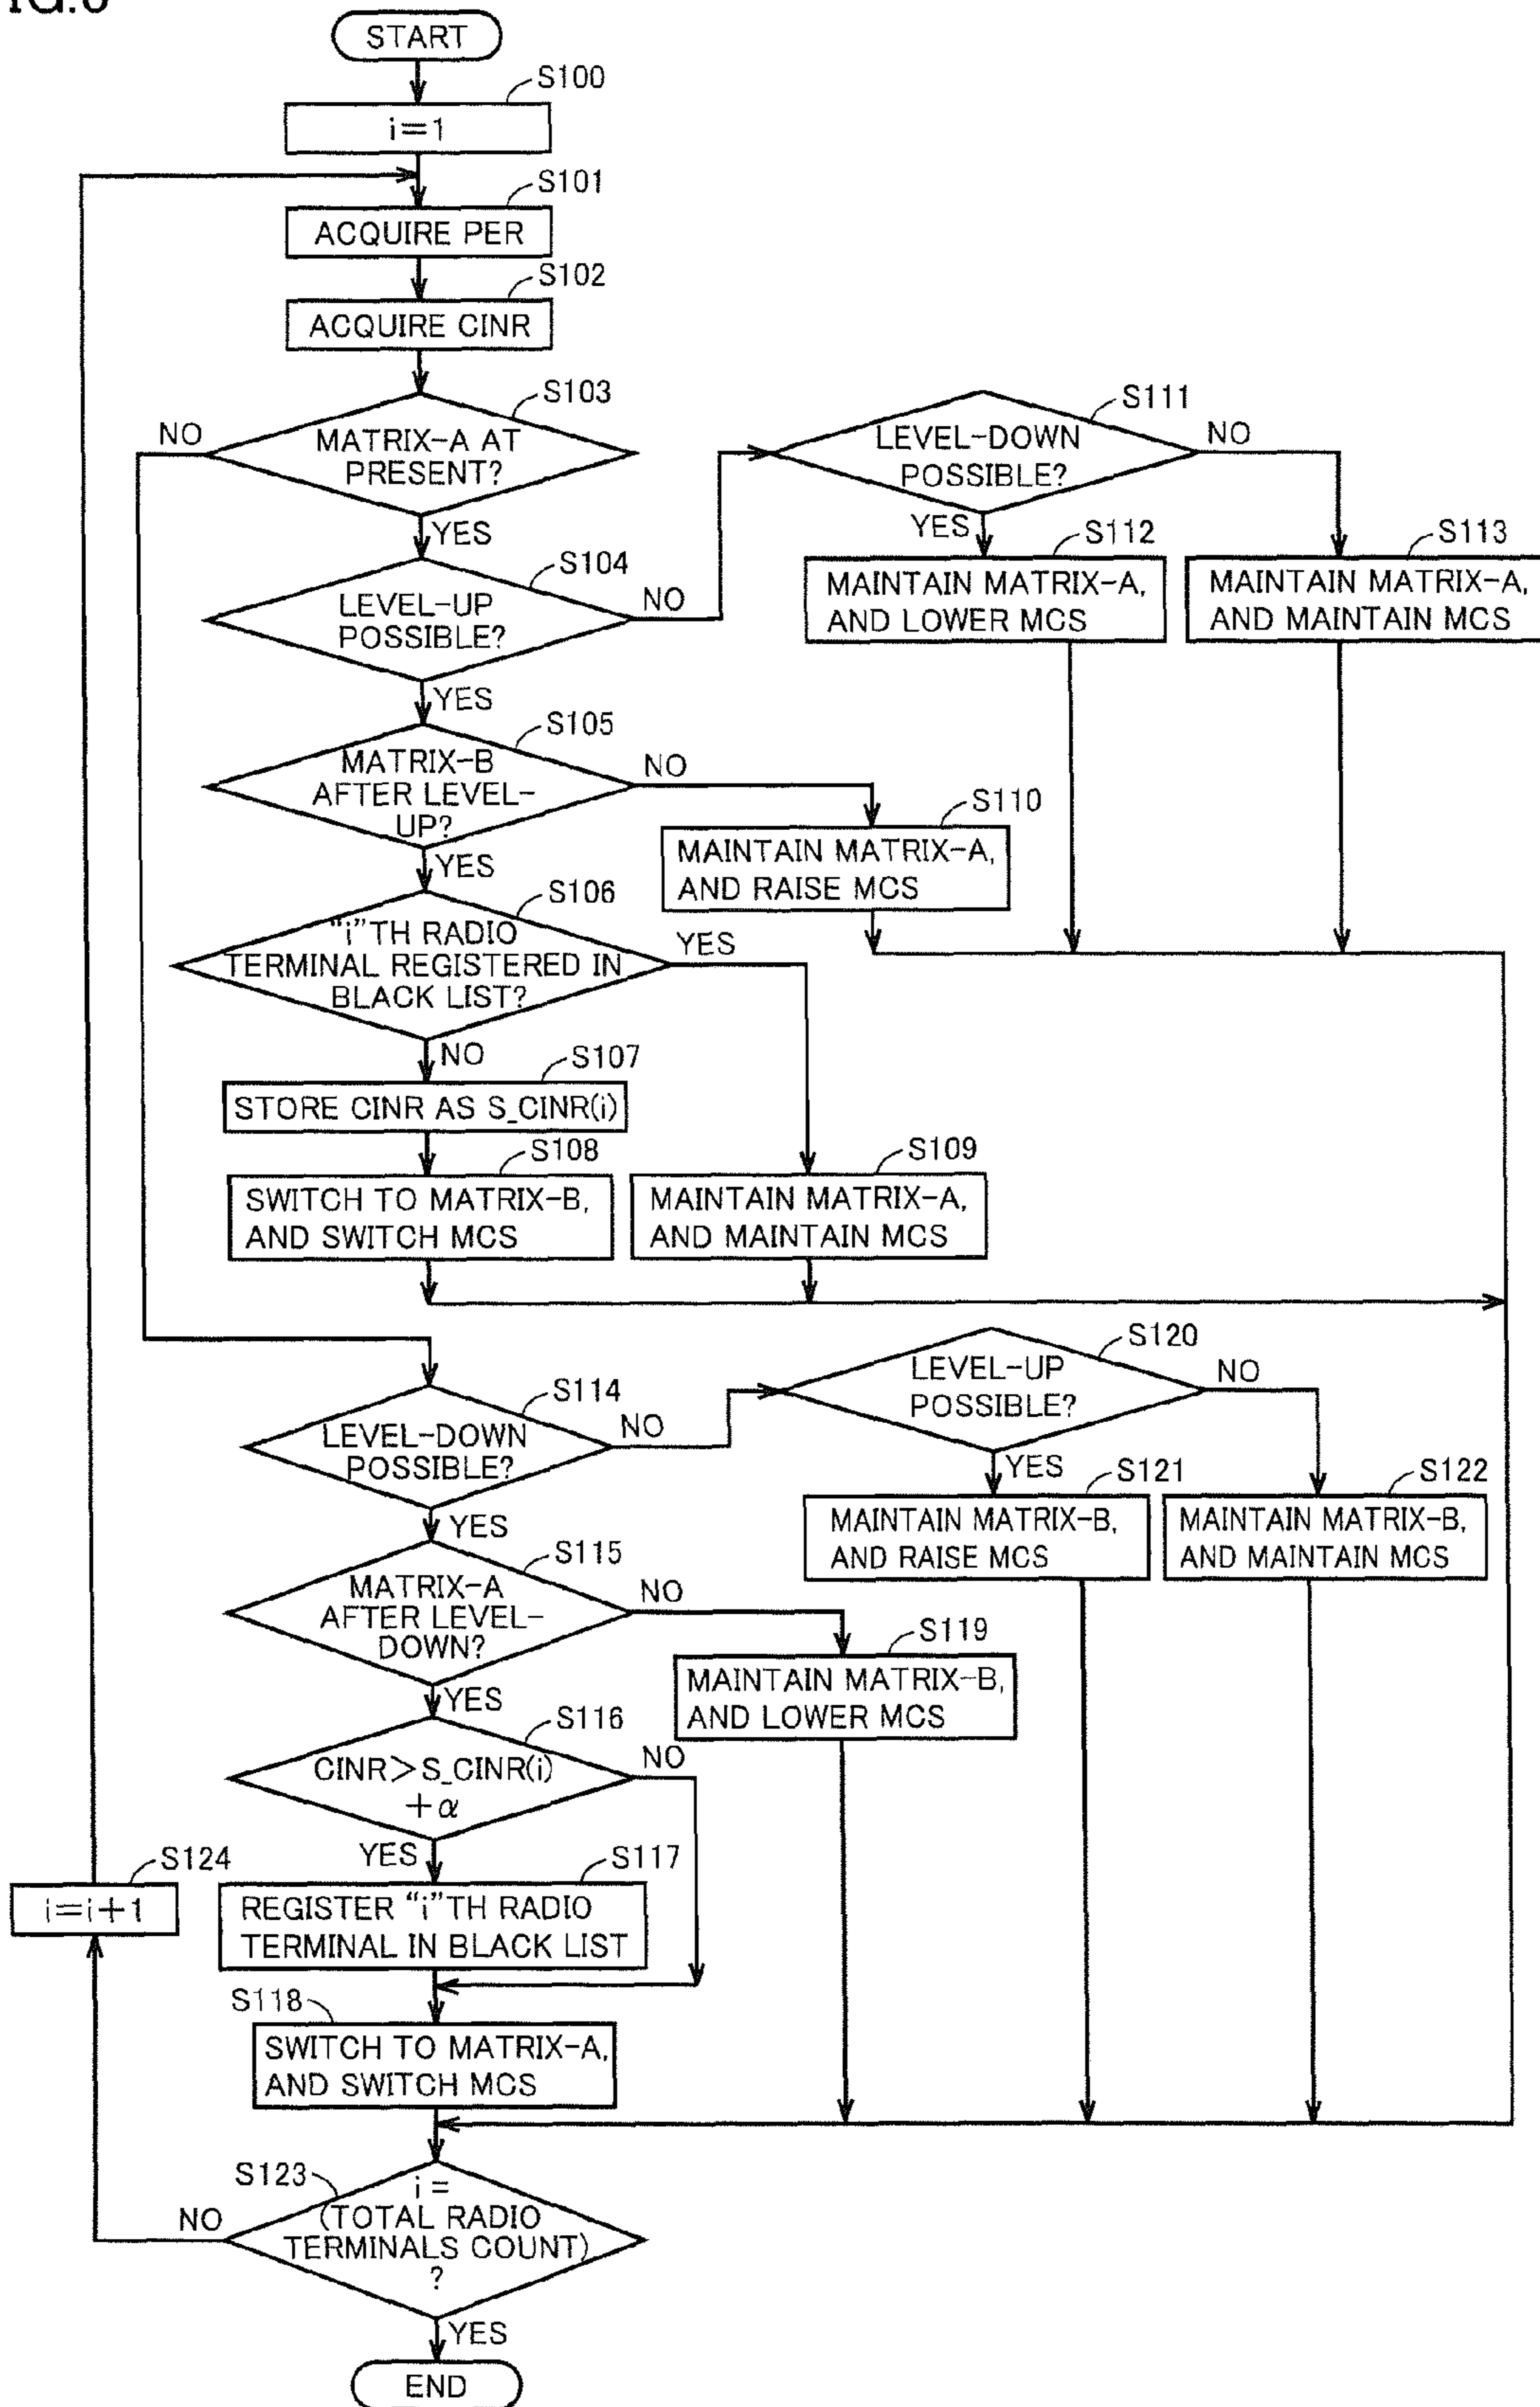 START
S100
i=1
S101
ACQUIRE PER
S102
ACQUIRE CINR
S103
MATRIX-A AT
PRESENT?
NO
YES
S104
LEVEL-UP
POSSIBLE?
NO
YES
S111
LEVEL-DOWN
POSSIBLE?
NO
YES
S112
MAINTAIN MATRIX-A,
AND LOWER MCS
S113
MAINTAIN MATRIX-A,
AND MAINTAIN MCS
S105
MATRIX-B
AFTER LEVEL-
UP?
NO
YES
S110
MAINTAIN MATRIX-A,
AND RAISE MCS
S106
"i"TH RADIO
TERMINAL REGISTERED IN
BLACK LIST?
YES
NO
S107
STORE CINR AS S_CINR(i)
S108
SWITCH TO MATRIX-B,
AND SWITCH MCS
S109
MAINTAIN MATRIX-A,
AND MAINTAIN MCS
S114
LEVEL-DOWN
POSSIBLE?
NO
YES
S120
LEVEL-UP
POSSIBLE?
NO
YES
S121
MAINTAIN MATRIX-B,
AND RAISE MCS
S122
MAINTAIN MATRIX-B,
AND MAINTAIN MCS
S115
MATRIX-A
AFTER LEVEL-
DOWN?
NO
YES
S119
MAINTAIN MATRIX-B,
AND LOWER MCS
S116
CINR>S_CINR(i)
+α
NO
YES
S117
REGISTER "i"TH RADIO
TERMINAL IN BLACK LIST
S124
i=i+1
S118
SWITCH TO MATRIX-A,
AND SWITCH MCS
S123
i=
(TOTAL RADIO
TERMINALS COUNT)
?
NO
YES
END